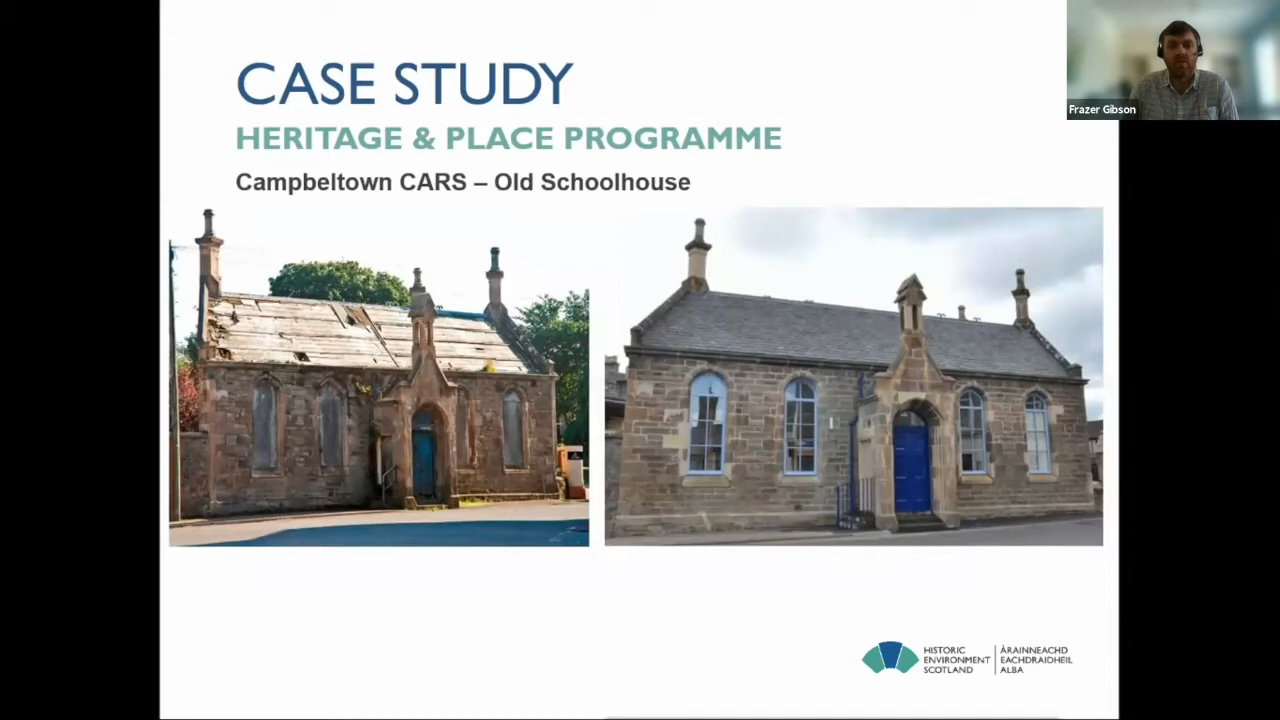 CASE STUDY
HERITAGE & PLACE PROGRAMME
Campbeltown CARS – Old Schoolhouse
Frazer Gibson
HISTORIC
ENVIRONMENT
SCOTLAND
ÀRAINNEACHD
EACHDRAIDHEIL
ALBA